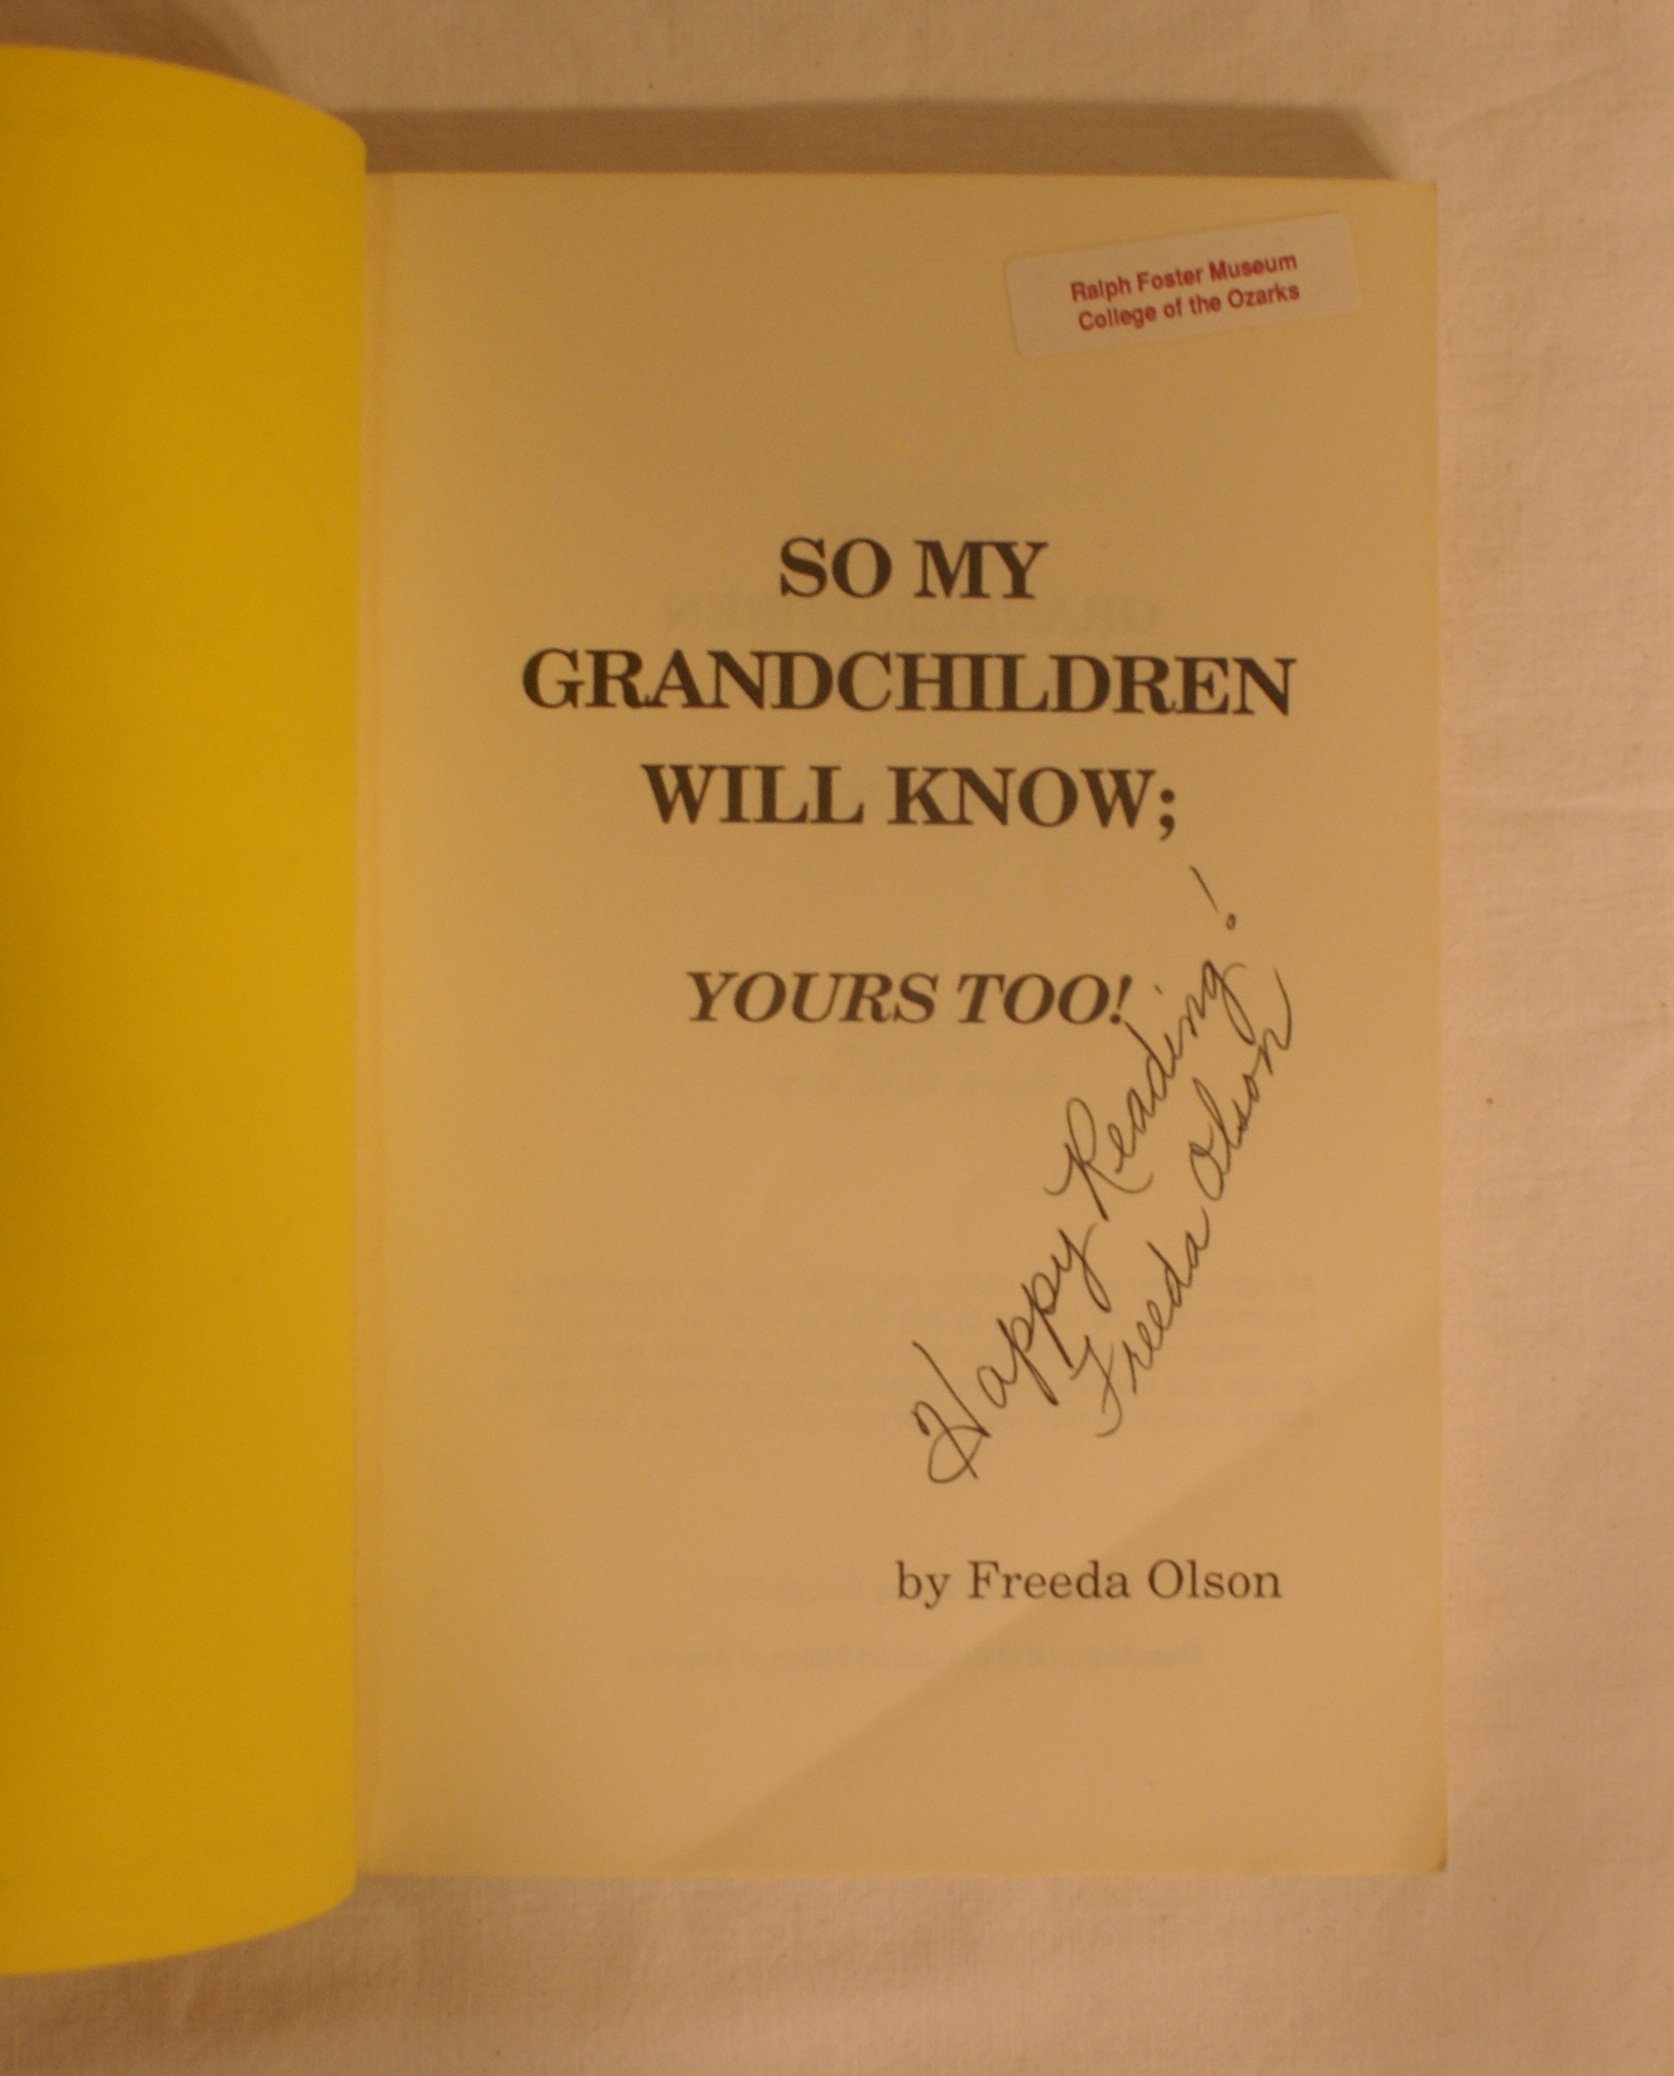 Ralph Foster Museum
College of the Ozarks
SO MY
GRANDCHILDREN
WILL KNOW;
YOURS TOO!
Happy Reading!
Freeda Olson
by Freeda Olson